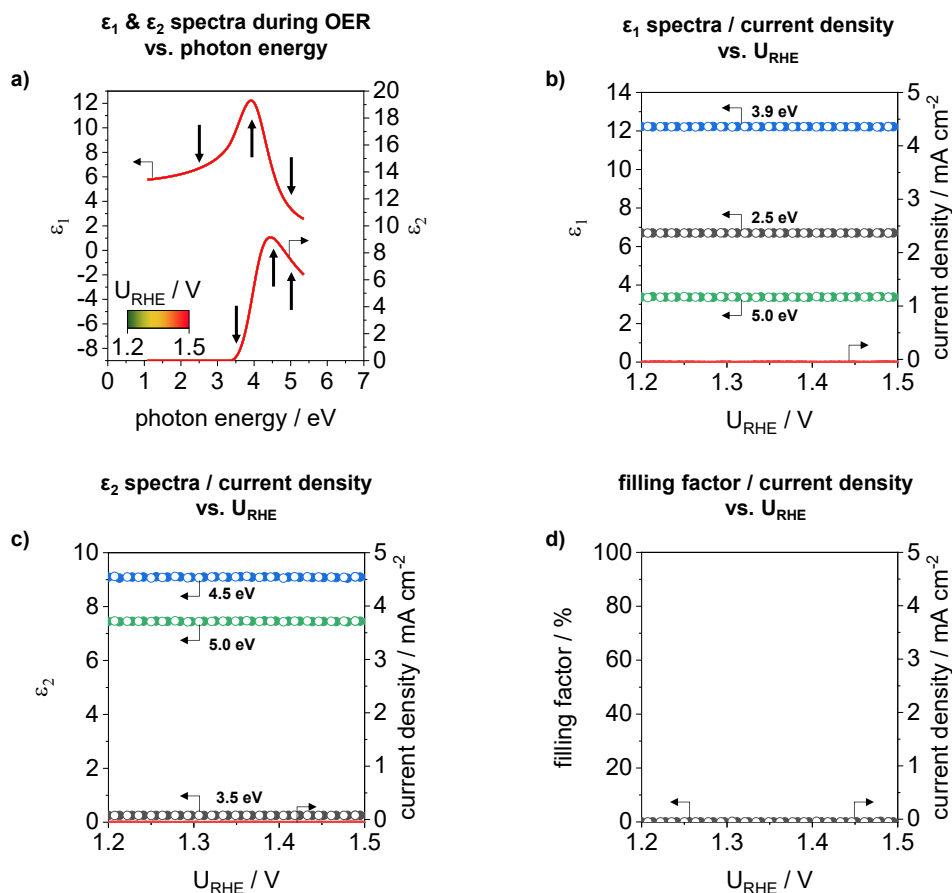 ε₁ & ε₂ spectra during OER
vs. photon energy
a)
12
10
8
6
4
2
0
-2
-4
-6
-8
ε₁
20
18
16
14
12
10
8
6
4
2
0
ε₂
U_RHE / V
1.2 1.5
0 1 2 3 4 5 6 7
photon energy / eV
ε₁ spectra / current density
vs. U_RHE
b)
14
12
10
8
6
4
2
0
ε₁
3.9 eV
2.5 eV
5.0 eV
5
4
3
2
1
0
current density / mA cm⁻²
1.2 1.3 1.4 1.5
U_RHE / V
ε₂ spectra / current density
vs. U_RHE
c)
10
8
6
4
2
0
ε₂
4.5 eV
5.0 eV
3.5 eV
5
4
3
2
1
0
current density / mA cm⁻²
1.2 1.3 1.4 1.5
U_RHE / V
filling factor / current density
vs. U_RHE
d)
100
80
60
40
20
0
filling factor / %
5
4
3
2
1
0
current density / mA cm⁻²
1.2 1.3 1.4 1.5
U_RHE / V